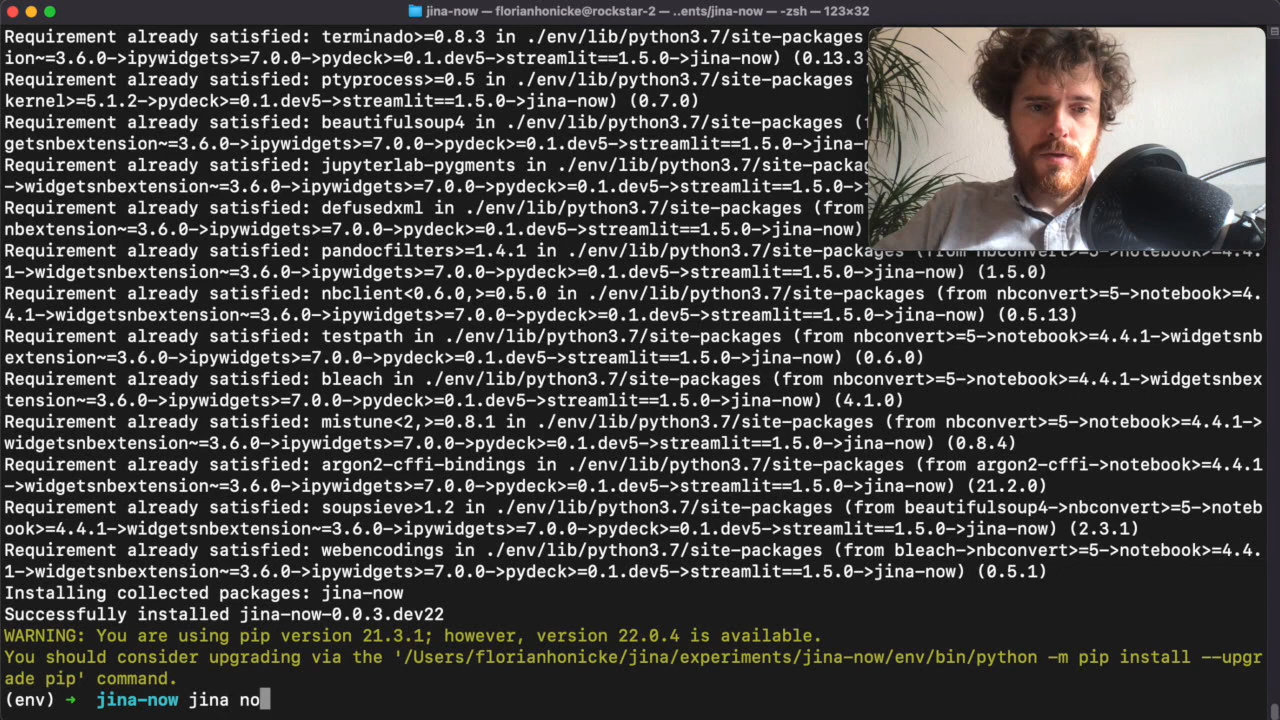 jina-now — florianhonicke@rockstar-2 — ..ents/jina-now — -zsh — 123×32
Requirement already satisfied: terminado>=0.8.3 in ./env/lib/python3.7/site-packages
ion~=3.6.0->ipywidgets>=7.0.0->pydeck>=0.1.dev5->streamlit==1.5.0->jina-now) (0.13.3
Requirement already satisfied: ptyprocess>=0.5 in ./env/lib/python3.7/site-packages (
kernel>=5.1.2->pydeck>=0.1.dev5->streamlit==1.5.0->jina-now) (0.7.0)
Requirement already satisfied: beautifulsoup4 in ./env/lib/python3.7/site-packages (
getsnbextension~=3.6.0->ipywidgets>=7.0.0->pydeck>=0.1.dev5->streamlit==1.5.0->jina-n
Requirement already satisfied: jupyterlab-pygments in ./env/lib/python3.7/site-packag
->widgetsnbextension~=3.6.0->ipywidgets>=7.0.0->pydeck>=0.1.dev5->streamlit==1.5.0->
Requirement already satisfied: defusedxml in ./env/lib/python3.7/site-packages (from
nbextension~=3.6.0->ipywidgets>=7.0.0->pydeck>=0.1.dev5->streamlit==1.5.0->jina-now)
Requirement already satisfied: pandocfilters>=1.4.1 in ./env/lib/python3.7/site-packages (from nbconvert>=5->notebook>=4.4.
1->widgetsnbextension~=3.6.0->ipywidgets>=7.0.0->pydeck>=0.1.dev5->streamlit==1.5.0->jina-now) (1.5.0)
Requirement already satisfied: nbclient<0.6.0,>=0.5.0 in ./env/lib/python3.7/site-packages (from nbconvert>=5->notebook>=4.
4.1->widgetsnbextension~=3.6.0->ipywidgets>=7.0.0->pydeck>=0.1.dev5->streamlit==1.5.0->jina-now) (0.5.13)
Requirement already satisfied: testpath in ./env/lib/python3.7/site-packages (from nbconvert>=5->notebook>=4.4.1->widgetsnb
extension~=3.6.0->ipywidgets>=7.0.0->pydeck>=0.1.dev5->streamlit==1.5.0->jina-now) (0.6.0)
Requirement already satisfied: bleach in ./env/lib/python3.7/site-packages (from nbconvert>=5->notebook>=4.4.1->widgetsnbex
tension~=3.6.0->ipywidgets>=7.0.0->pydeck>=0.1.dev5->streamlit==1.5.0->jina-now) (4.1.0)
Requirement already satisfied: mistune<2,>=0.8.1 in ./env/lib/python3.7/site-packages (from nbconvert>=5->notebook>=4.4.1->
widgetsnbextension~=3.6.0->ipywidgets>=7.0.0->pydeck>=0.1.dev5->streamlit==1.5.0->jina-now) (0.8.4)
Requirement already satisfied: argon2-cffi-bindings in ./env/lib/python3.7/site-packages (from argon2-cffi->notebook>=4.4.1
->widgetsnbextension~=3.6.0->ipywidgets>=7.0.0->pydeck>=0.1.dev5->streamlit==1.5.0->jina-now) (21.2.0)
Requirement already satisfied: soupsieve>1.2 in ./env/lib/python3.7/site-packages (from beautifulsoup4->nbconvert>=5->noteb
ook>=4.4.1->widgetsnbextension~=3.6.0->ipywidgets>=7.0.0->pydeck>=0.1.dev5->streamlit==1.5.0->jina-now) (2.3.1)
Requirement already satisfied: webencodings in ./env/lib/python3.7/site-packages (from bleach->nbconvert>=5->notebook>=4.4.
1->widgetsnbextension~=3.6.0->ipywidgets>=7.0.0->pydeck>=0.1.dev5->streamlit==1.5.0->jina-now) (0.5.1)
Installing collected packages: jina-now
Successfully installed jina-now-0.0.3.dev22
WARNING: You are using pip version 21.3.1; however, version 22.0.4 is available.
You should consider upgrading via the '/Users/florianhonicke/jina/experiments/jina-now/env/bin/python -m pip install --upgr
ade pip' command.
(env) ➜  jina-now jina no